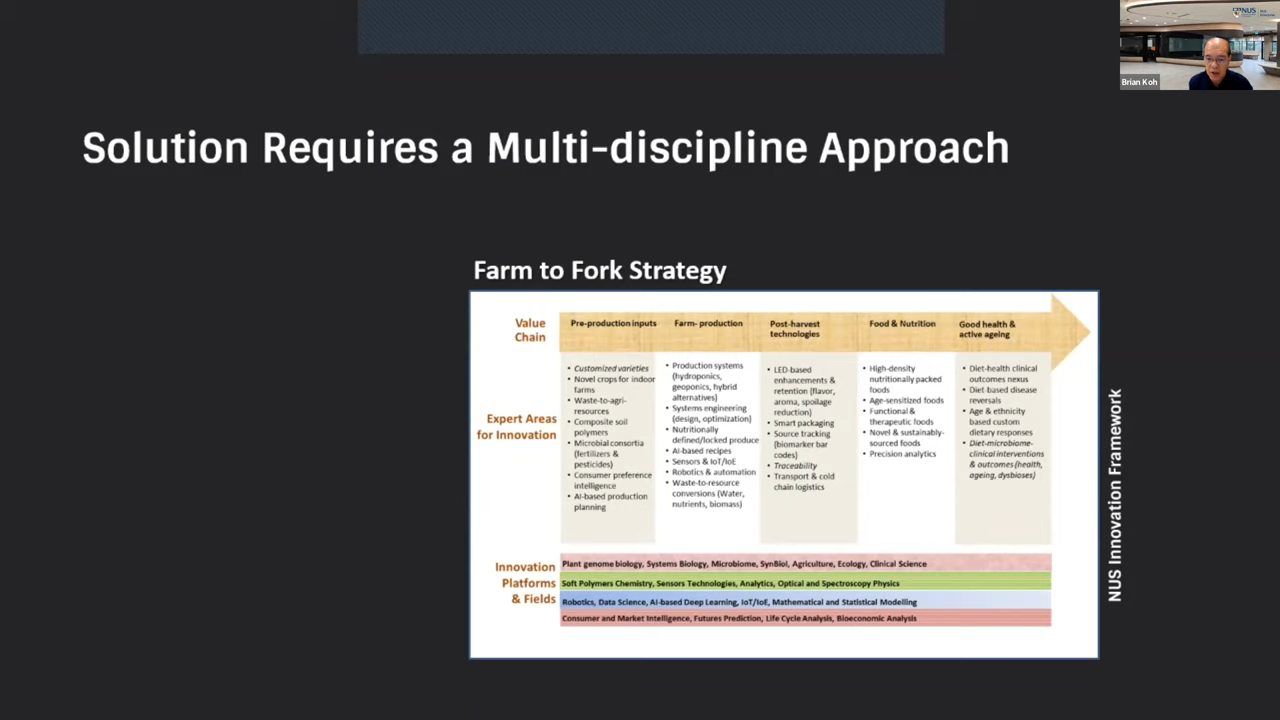 NUS
Brian Koh
Solution Requires a Multi-discipline Approach
Farm to Fork Strategy
Value
Chain
Pre-production inputs
Farm- production
Post-harvest
technologies
Food & Nutrition
Good health &
active ageing
Expert Areas
for Innovation
• Customized varieties
• Novel crops for indoor
farms
• Waste-to-agri-
resources
• Composite soil
polymers
• Microbial consortia
(fertilizers &
pesticides)
• Consumer preference
intelligence
• AI-based production
planning
• Production systems
(hydroponics,
geoponics, hybrid
alternatives)
• Systems engineering
(design, optimization)
• Nutritionally
defined/locked produce
• AI-based recipes
• Sensors & IoT/IoE
• Robotics & automation
• Waste-to-resource
conversions (Water,
nutrients, biomass)
• LED-based
enhancements &
retention (flavor,
aroma, spoilage
reduction)
• Smart packaging
• Source tracking
(biomarker bar
codes)
• Traceability
• Transport & cold
chain logistics
• High-density
nutritionally packed
foods
• Age-sensitized foods
• Functional &
therapeutic foods
• Novel & sustainably-
sourced foods
• Precision analytics
• Diet-health clinical
outcomes nexus
• Diet-based disease
reversals
• Age & ethnicity
based custom
dietary responses
• Diet-microbiome-
clinical interventions
& outcomes (health,
ageing, dysbioses)
Innovation
Platforms
& Fields
Plant genome biology, Systems Biology, Microbiome, SynBiol, Agriculture, Ecology, Clinical Science
Soft Polymers Chemistry, Sensors Technologies, Analytics, Optical and Spectroscopy Physics
Robotics, Data Science, AI-based Deep Learning, IoT/IoE, Mathematical and Statistical Modelling
Consumer and Market Intelligence, Futures Prediction, Life Cycle Analysis, Bioeconomic Analysis
NUS Innovation Framework